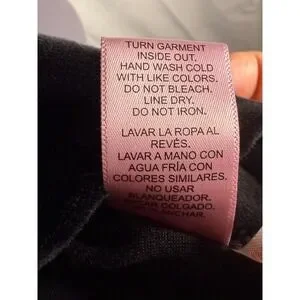 TURN GARMENT
INSIDE OUT.
HAND WASH COLD
WITH LIKE COLORS.
DO NOT BLEACH.
LINE DRY.
DO NOT IRON.
LAVAR LA ROPA AL
REVÉS.
LAVAR A MANO CON
AGUA FRÍA CON
COLORES SIMILARES.
NO USAR
BLANQUEADOR.
COLGADO.